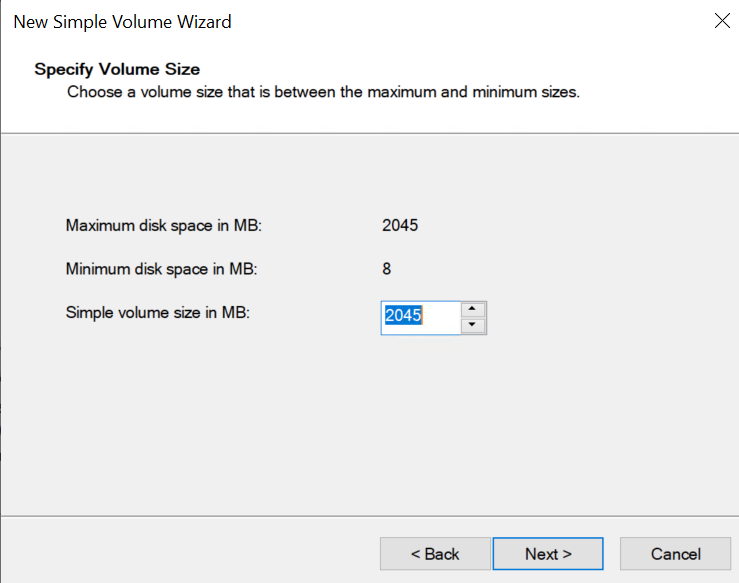 New Simple Volume Wizard
Specify Volume Size
Choose a volume size that is between the maximum and minimum sizes.
Maximum disk space in MB: 2045
Minimum disk space in MB: 8
Simple volume size in MB: 2045
< Back Next > Cancel